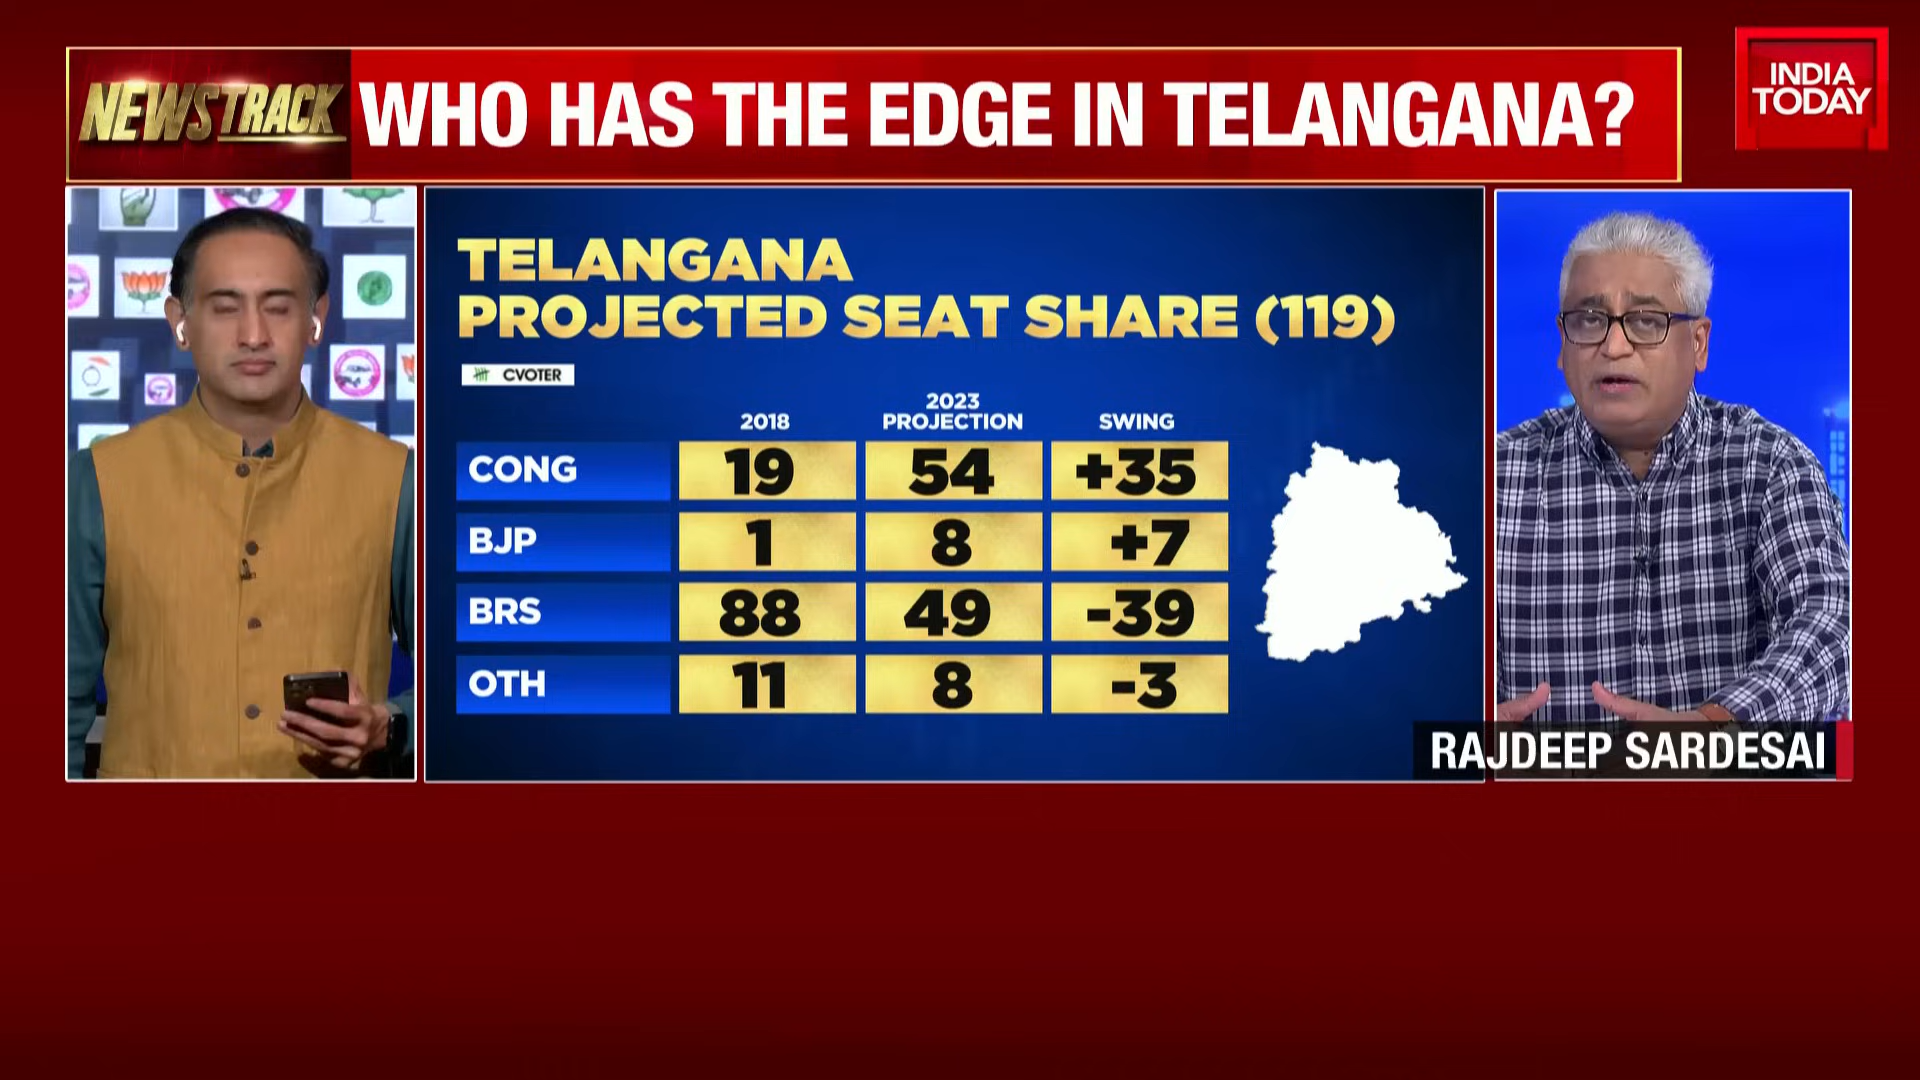 NEWSTRACK
WHO HAS THE EDGE IN TELANGANA?
INDIA
TODAY
TELANGANA
PROJECTED SEAT SHARE (119)
CVOTER
2018
2023
PROJECTION
SWING
CONG 19 54 +35
BJP 1 8 +7
BRS 88 49 -39
OTH 11 8 -3
RAJDEEP SARDESAI